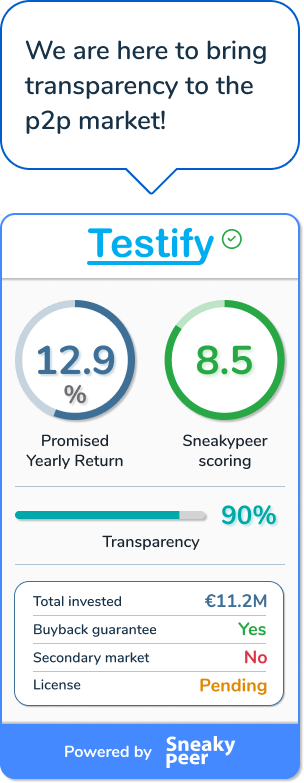 We are here to bring
transparency to the
p2p market!
Testify
12.9
%
8.5
Promised
Yearly Return
Sneakypeer
scoring
90%
Transparency
Total invested €11.2M
Buyback guarantee Yes
Secondary market No
License Pending
Powered by Sneaky
peer